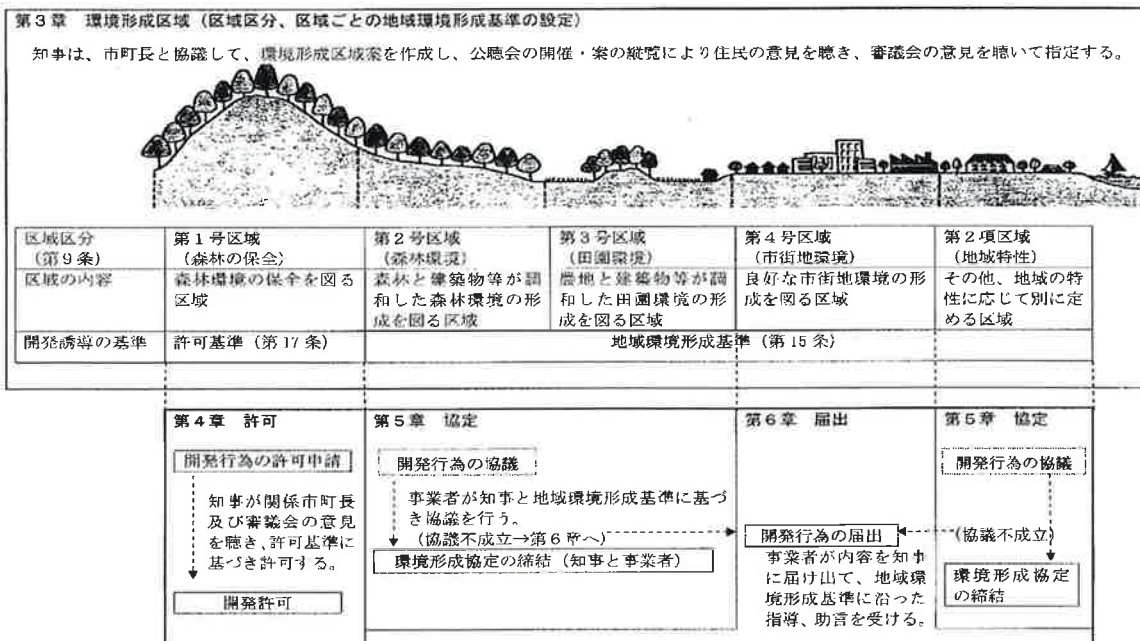 第３章 環境形成区域（区域区分、区域ごとの地域環境形成基準の設定）
知事は、市町長と協議して、環境形成区域案を作成し、公聴会の開催・案の縦覧により住民の意見を聴き、審議会の意見を聴いて指定する。
区域区分
（第９条）
第１号区域
（森林の保全）
第２号区域
（森林環境）
第３号区域
（田園環境）
第４号区域
（市街地環境）
第２項区域
（地域特性）
区域の内容
森林環境の保全を図る
区域
森林と建築物等が調
和した森林環境の形
成を図る区域
農地と建築物等が調
和した田園環境の形
成を図る区域
良好な市街地環境の形
成を図る区域
その他、地域の特
性に応じて別に定
める区域
開発誘導の基準
許可基準（第17条）
地域環境形成基準（第15条）
第４章 許可
開発行為の許可申請
知事が関係市町長
及び審議会の意見
を聴き、許可基準に
基づき許可する。
開発許可
第５章 協定
開発行為の協議
事業者が知事と地域環境形成基準に基づ
き協議を行う。
（協議不成立→第６章へ）
環境形成協定の締結（知事と事業者）
第６章 届出
開発行為の届出
事業者が内容を知事
に届け出て、地域環
境形成基準に沿った
指導、助言を受ける。
第５章 協定
開発行為の協議
（協議不成立）
環境形成協定
の締結